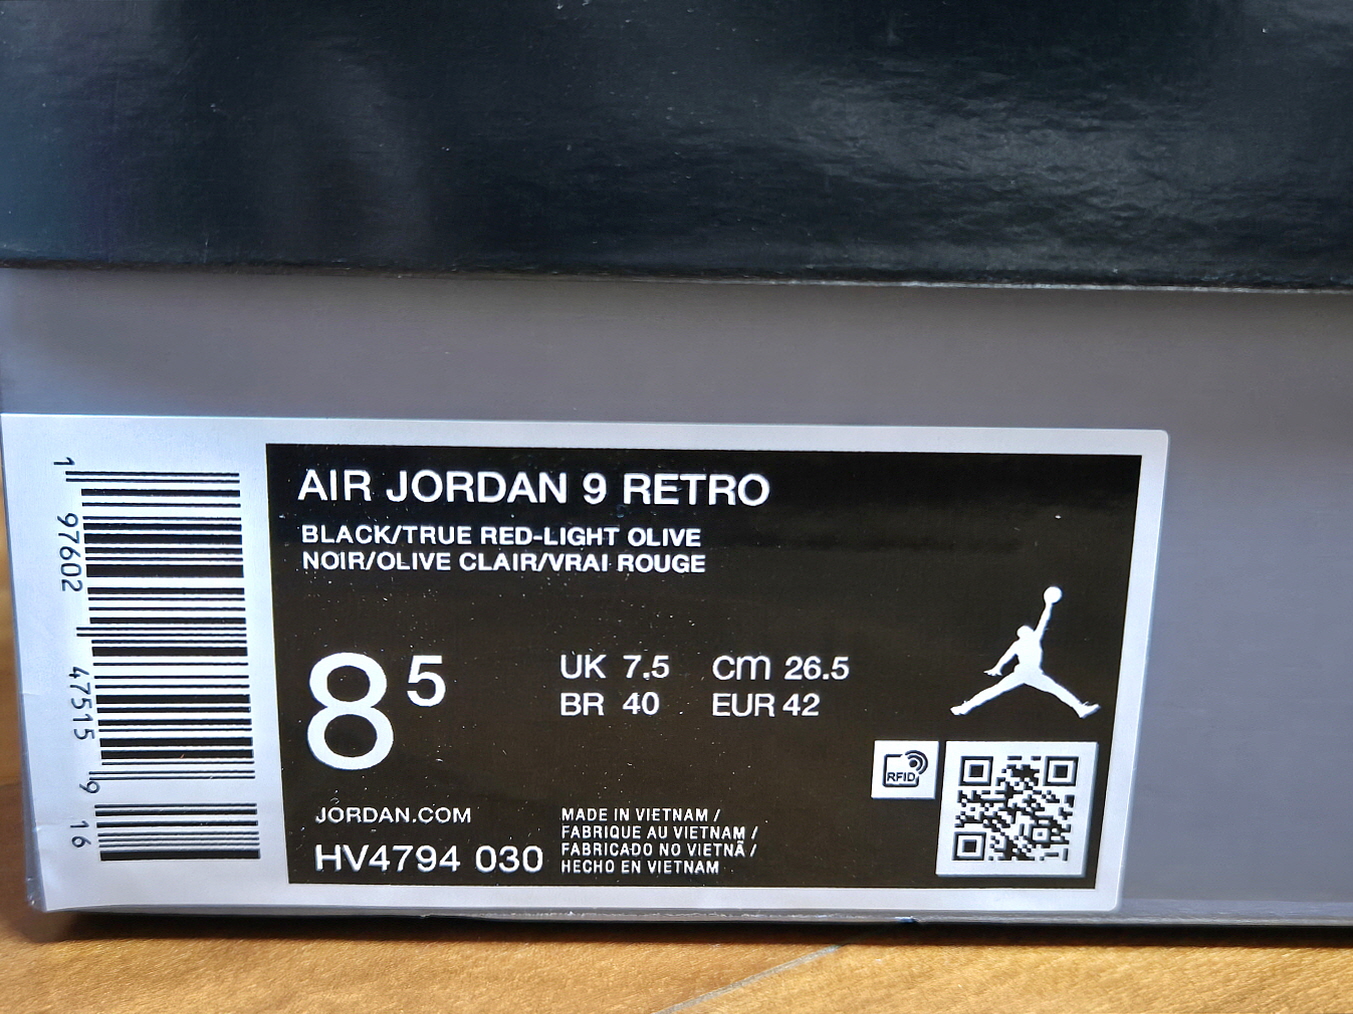 AIR JORDAN 9 RETRO
BLACK/TRUE RED-LIGHT OLIVE
NOIR/OLIVE CLAIR/VRAI ROUGE
8 5
UK 7.5 CM 26.5
BR 40 EUR 42
JORDAN.COM
HV4794 030
MADE IN VIETNAM /
FABRIQUE AU VIETNAM /
FABRICADO NO VIETNÃ /
HECHO EN VIETNAM
RFID
1 97602 47515 9 16